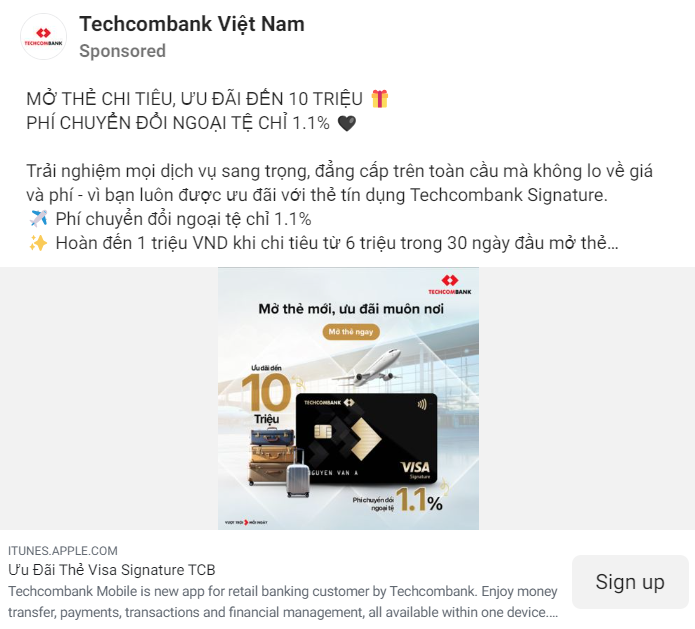 Techcombank Việt Nam
Sponsored
TECHCOMBANK
MỞ THẺ CHI TIÊU, ƯU ĐÃI ĐẾN 10 TRIỆU 🎁
PHÍ CHUYỂN ĐỔI NGOẠI TỆ CHỈ 1.1% 🖤
Trải nghiệm mọi dịch vụ sang trọng, đẳng cấp trên toàn cầu mà không lo về giá
và phí - vì bạn luôn được ưu đãi với thẻ tín dụng Techcombank Signature.
✈️ Phí chuyển đổi ngoại tệ chỉ 1.1%
✨ Hoàn đến 1 triệu VND khi chi tiêu từ 6 triệu trong 30 ngày đầu mở thẻ...
TECHCOMBANK
Mở thẻ mới, ưu đãi muôn nơi
Mở thẻ ngay
Ưu đãi đến
10
Triệu
TECHCOMBANK
NGUYEN VAN A
VISA
Signature
Phí chuyển đổi
ngoại tệ
1.1%
VƯỢT TRỘI MỖI NGÀY
ITUNES.APPLE.COM
Ưu Đãi Thẻ Visa Signature TCB
Techcombank Mobile is new app for retail banking customer by Techcombank. Enjoy money
transfer, payments, transactions and financial management, all available within one device....
Sign up